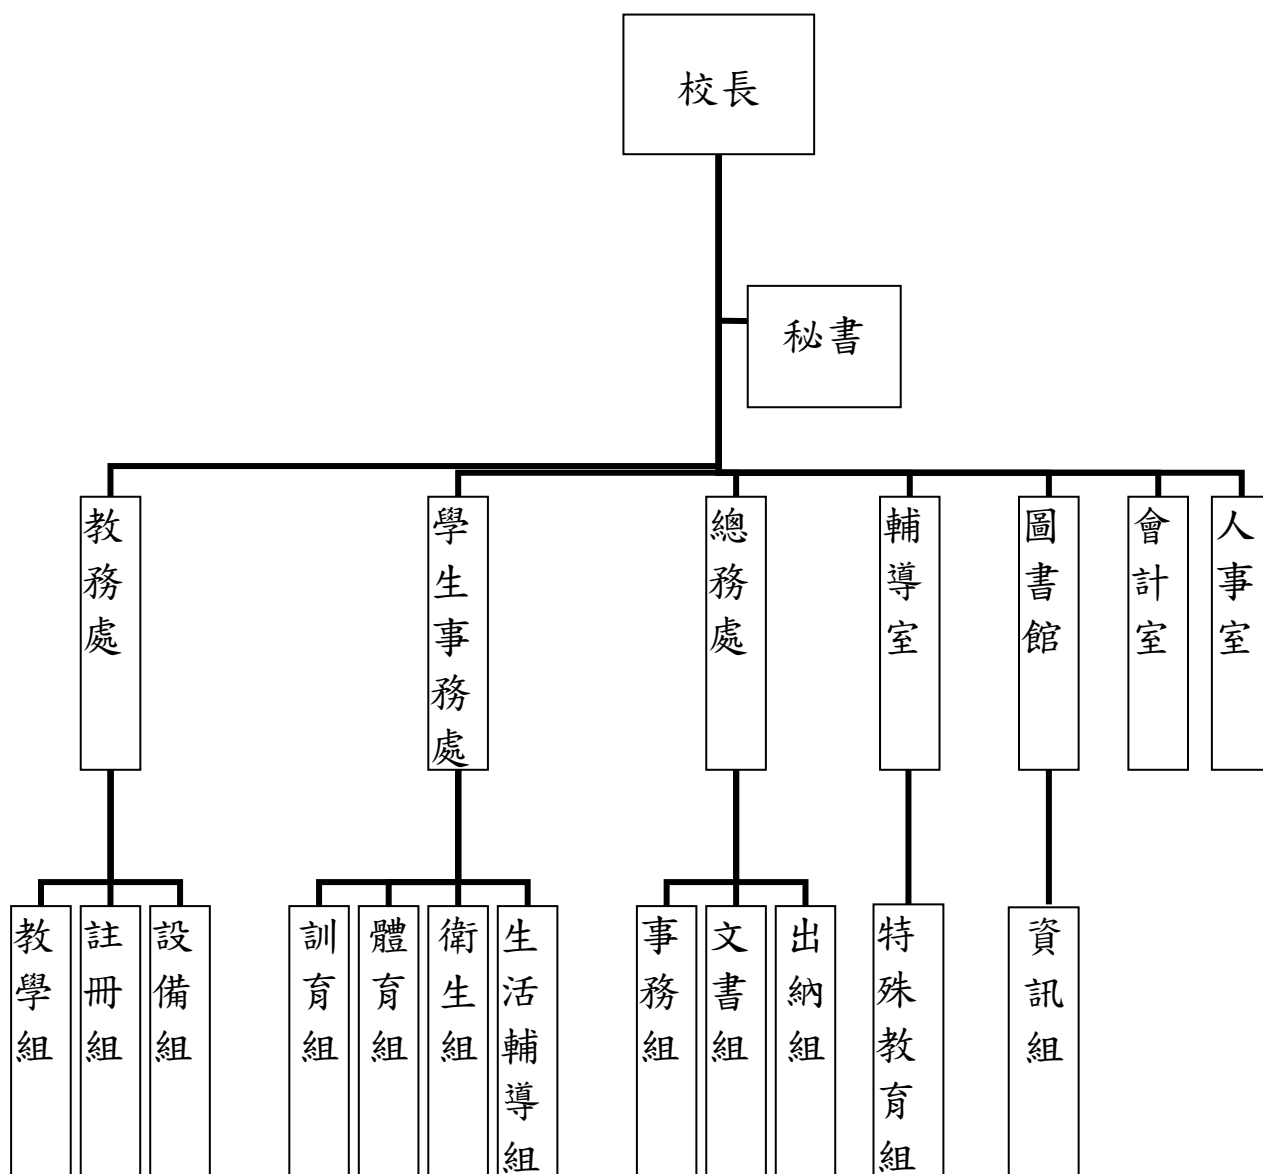 校長
秘書
教務處
學生事務處
總務處
輔導室
圖書館
會計室
人事室
教學組
註冊組
設備組
訓育組
體育組
衛生組
生活輔導組
事務組
文書組
出納組
特殊教育組
資訊組